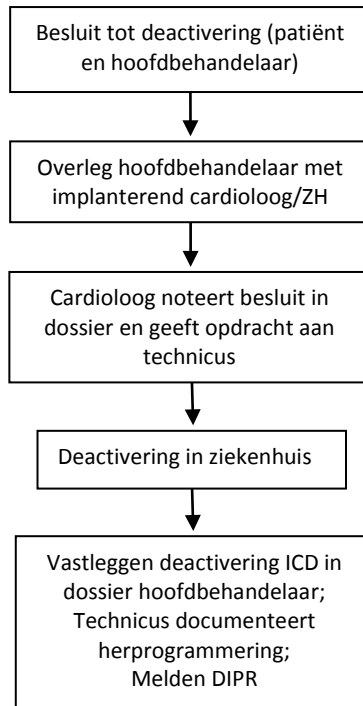 Besluit tot deactivering (patiënt
en hoofdbehandelaar)
Overleg hoofdbehandelaar met
implanterend cardioloog/ZH
Cardioloog noteert besluit in
dossier en geeft opdracht aan
technicus
Deactivering in ziekenhuis
Vastleggen deactivering ICD in
dossier hoofdbehandelaar;
Technicus documenteert
herprogrammering;
Melden DIPR